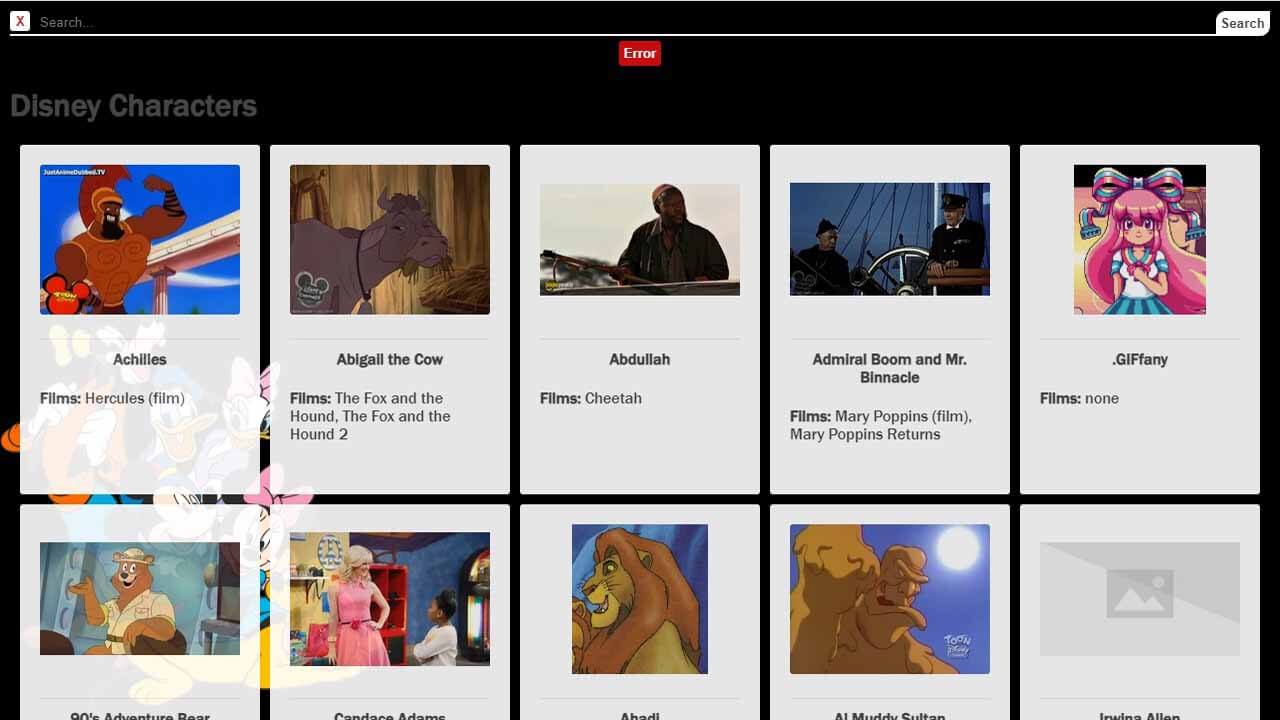 X Search... Search
Error
Disney Characters
JustAnimeDubbed.TV
Achilles
Films: Hercules (film)
Abigail the Cow
Films: The Fox and the
Hound, The Fox and the
Hound 2
Abdullah
Films: Cheetah
Admiral Boom and Mr.
Binnacle
Films: Mary Poppins (film),
Mary Poppins Returns
.GIFfany
Films: none
TOON
Disney
90's Adventure Bear
Candace Adams
Ahadi
Al Muddy Sultan
Irwina Allen